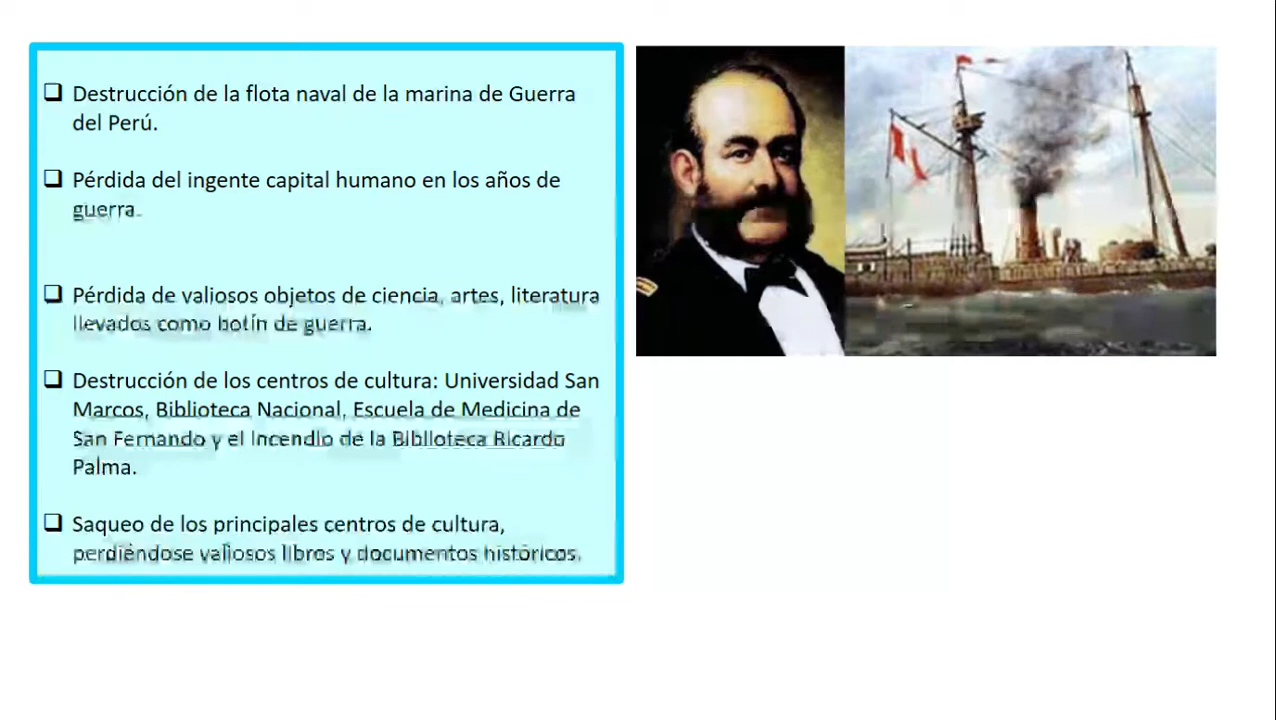 Destrucción de la flota naval de la marina de Guerra
del Perú.
Pérdida del ingente capital humano en los años de
guerra.
Pérdida de valiosos objetos de ciencia, artes, literatura
llevados como botín de guerra.
Destrucción de los centros de cultura: Universidad San
Marcos, Biblioteca Nacional, Escuela de Medicina de
San Fernando y el Incendio de la Biblioteca Ricardo
Palma.
Saqueo de los principales centros de cultura,
perdiéndose valiosos libros y documentos históricos.